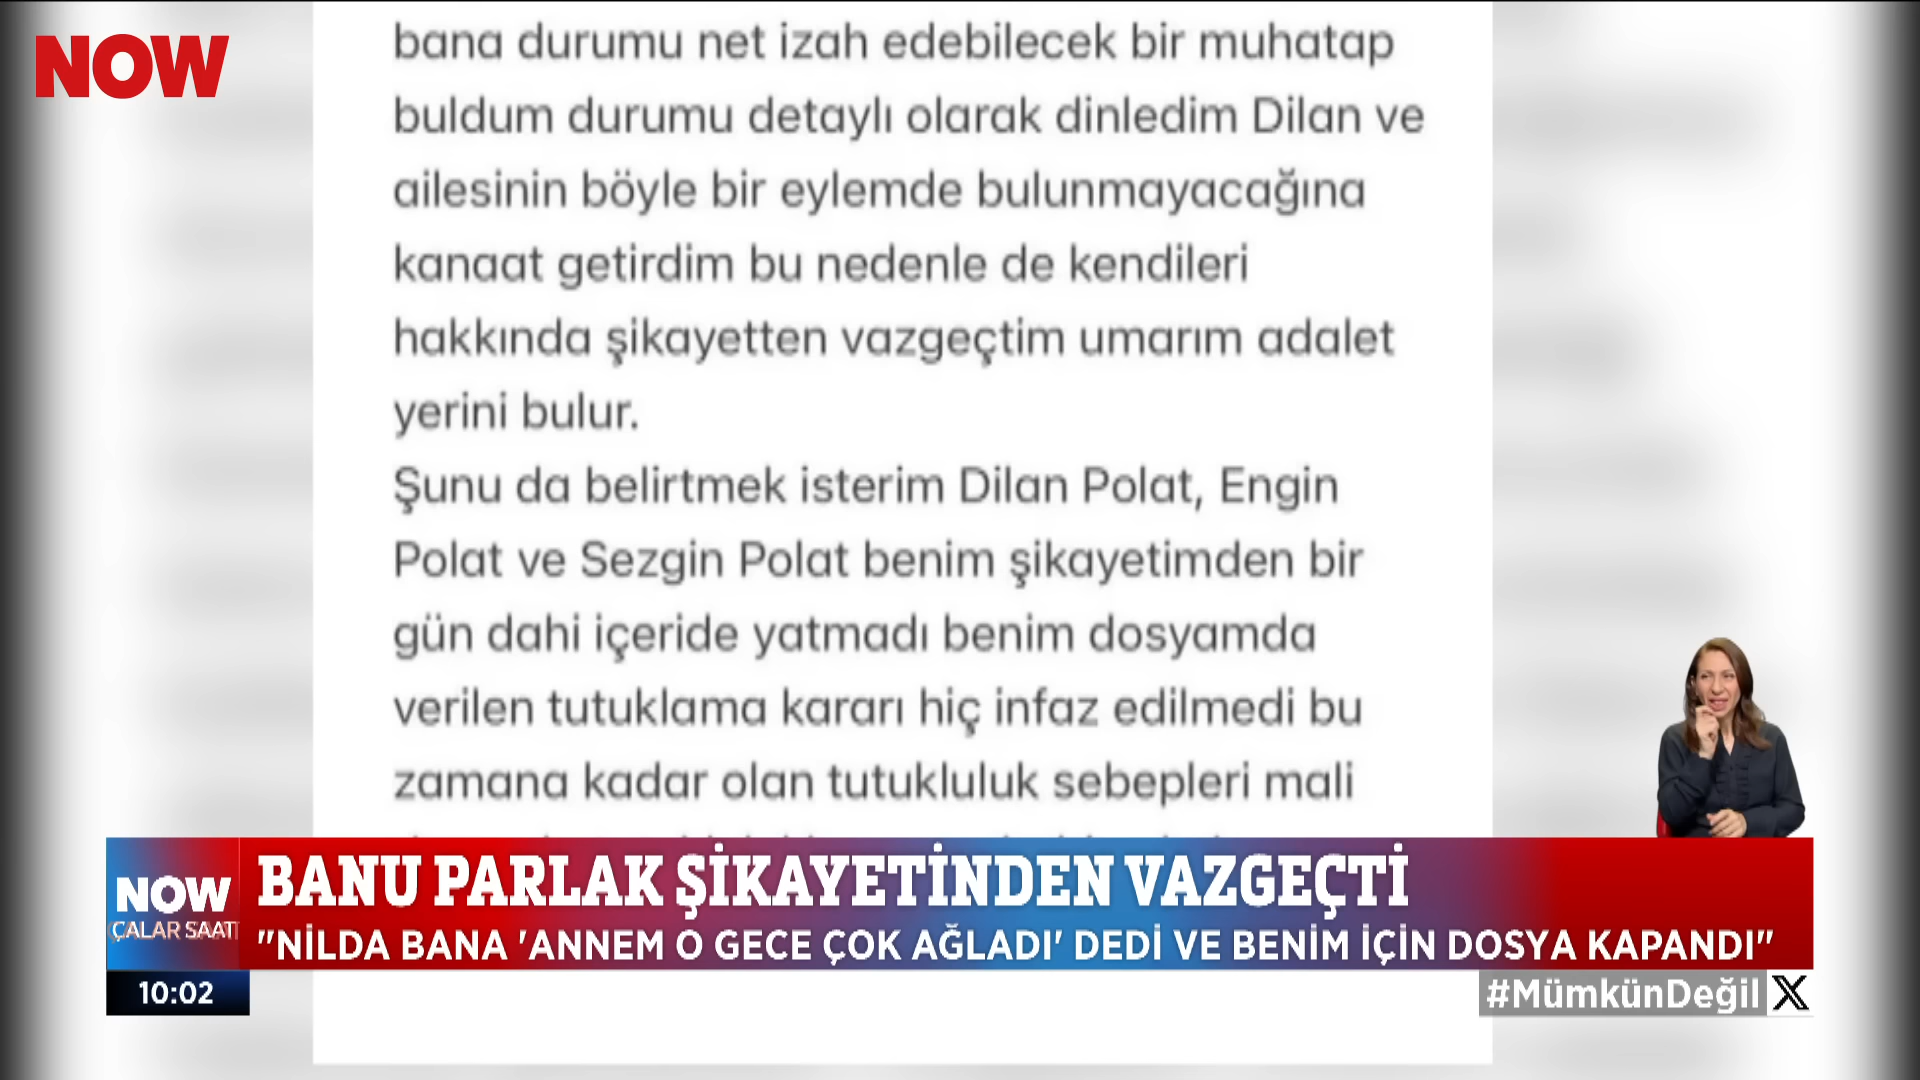 NOW
bana durumu net izah edebilecek bir muhatap
buldum durumu detaylı olarak dinledim Dilan ve
ailesinin böyle bir eylemde bulunmayacağına
kanaat getirdim bu nedenle de kendileri
hakkında şikayetten vazgeçtim umarım adalet
yerini bulur.
Şunu da belirtmek isterim Dilan Polat, Engin
Polat ve Sezgin Polat benim şikayetimden bir
gün dahi içeride yatmadı benim dosyamda
verilen tutuklama kararı hiç infaz edilmedi bu
zamana kadar olan tutukluluk sebepleri mali
NOW
ÇALAR SAAT
BANU PARLAK ŞİKAYETİNDEN VAZGEÇTİ
"NİLDA BANA 'ANNEM O GECE ÇOK AĞLADI' DEDİ VE BENİM İÇİN DOSYA KAPANDI"
10:02
#MümkünDeğil X